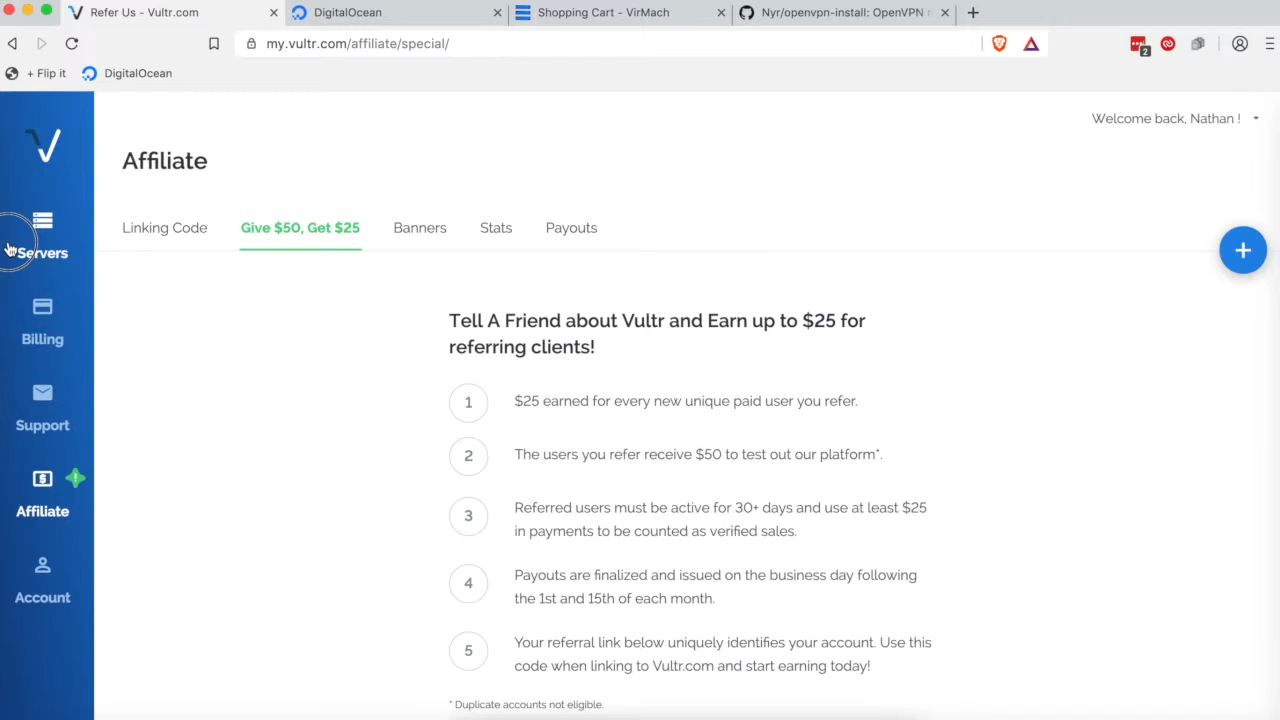 Refer Us - Vultr.com
DigitalOcean
Shopping Cart - VirMach
Nyr/openvpn-install: OpenVPN r
my.vultr.com/affiliate/special/
2
+ Flip it
DigitalOcean
Welcome back, Nathan !
Affiliate
Linking Code
Give $50, Get $25
Banners
Stats
Payouts
Servers
Billing
Support
Affiliate
Account
Tell A Friend about Vultr and Earn up to $25 for
referring clients!
1 $25 earned for every new unique paid user you refer.
2 The users you refer receive $50 to test out our platform*.
3 Referred users must be active for 30+ days and use at least $25
in payments to be counted as verified sales.
4 Payouts are finalized and issued on the business day following
the 1st and 15th of each month.
5 Your referral link below uniquely identifies your account. Use this
code when linking to Vultr.com and start earning today!
* Duplicate accounts not eligible.